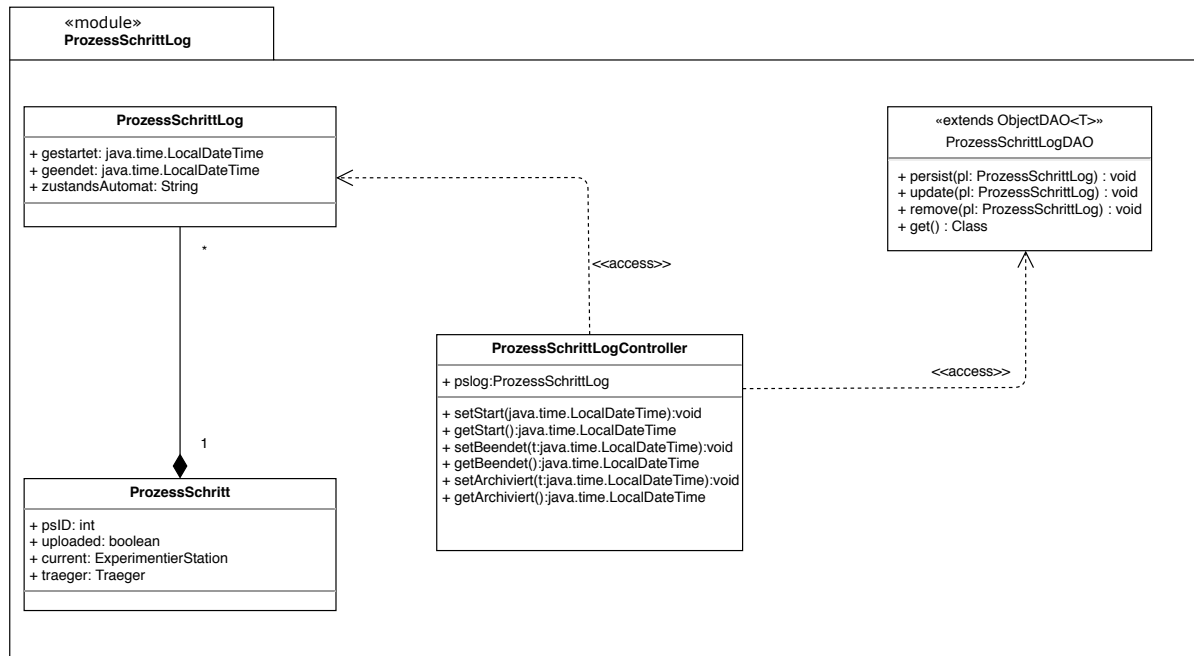 «module»
ProzessSchrittLog
ProzessSchrittLog
+ gestartet: java.time.LocalDateTime
+ geendet: java.time.LocalDateTime
+ zustandsAutomat: String
«extends ObjectDAO<T>»
ProzessSchrittLogDAO
+ persist(pl: ProzessSchrittLog) : void
+ update(pl: ProzessSchrittLog) : void
+ remove(pl: ProzessSchrittLog) : void
+ get() : Class
*
<<access>>
ProzessSchrittLogController
+ pslog:ProzessSchrittLog
+ setStart(java.time.LocalDateTime):void
+ getStart():java.time.LocalDateTime
+ setBeendet(t:java.time.LocalDateTime):void
+ getBeendet():java.time.LocalDateTime
+ setArchiviert(t:java.time.LocalDateTime):void
+ getArchiviert():java.time.LocalDateTime
<<access>>
1
ProzessSchritt
+ psID: int
+ uploaded: boolean
+ current: ExperimentierStation
+ traeger: Traeger